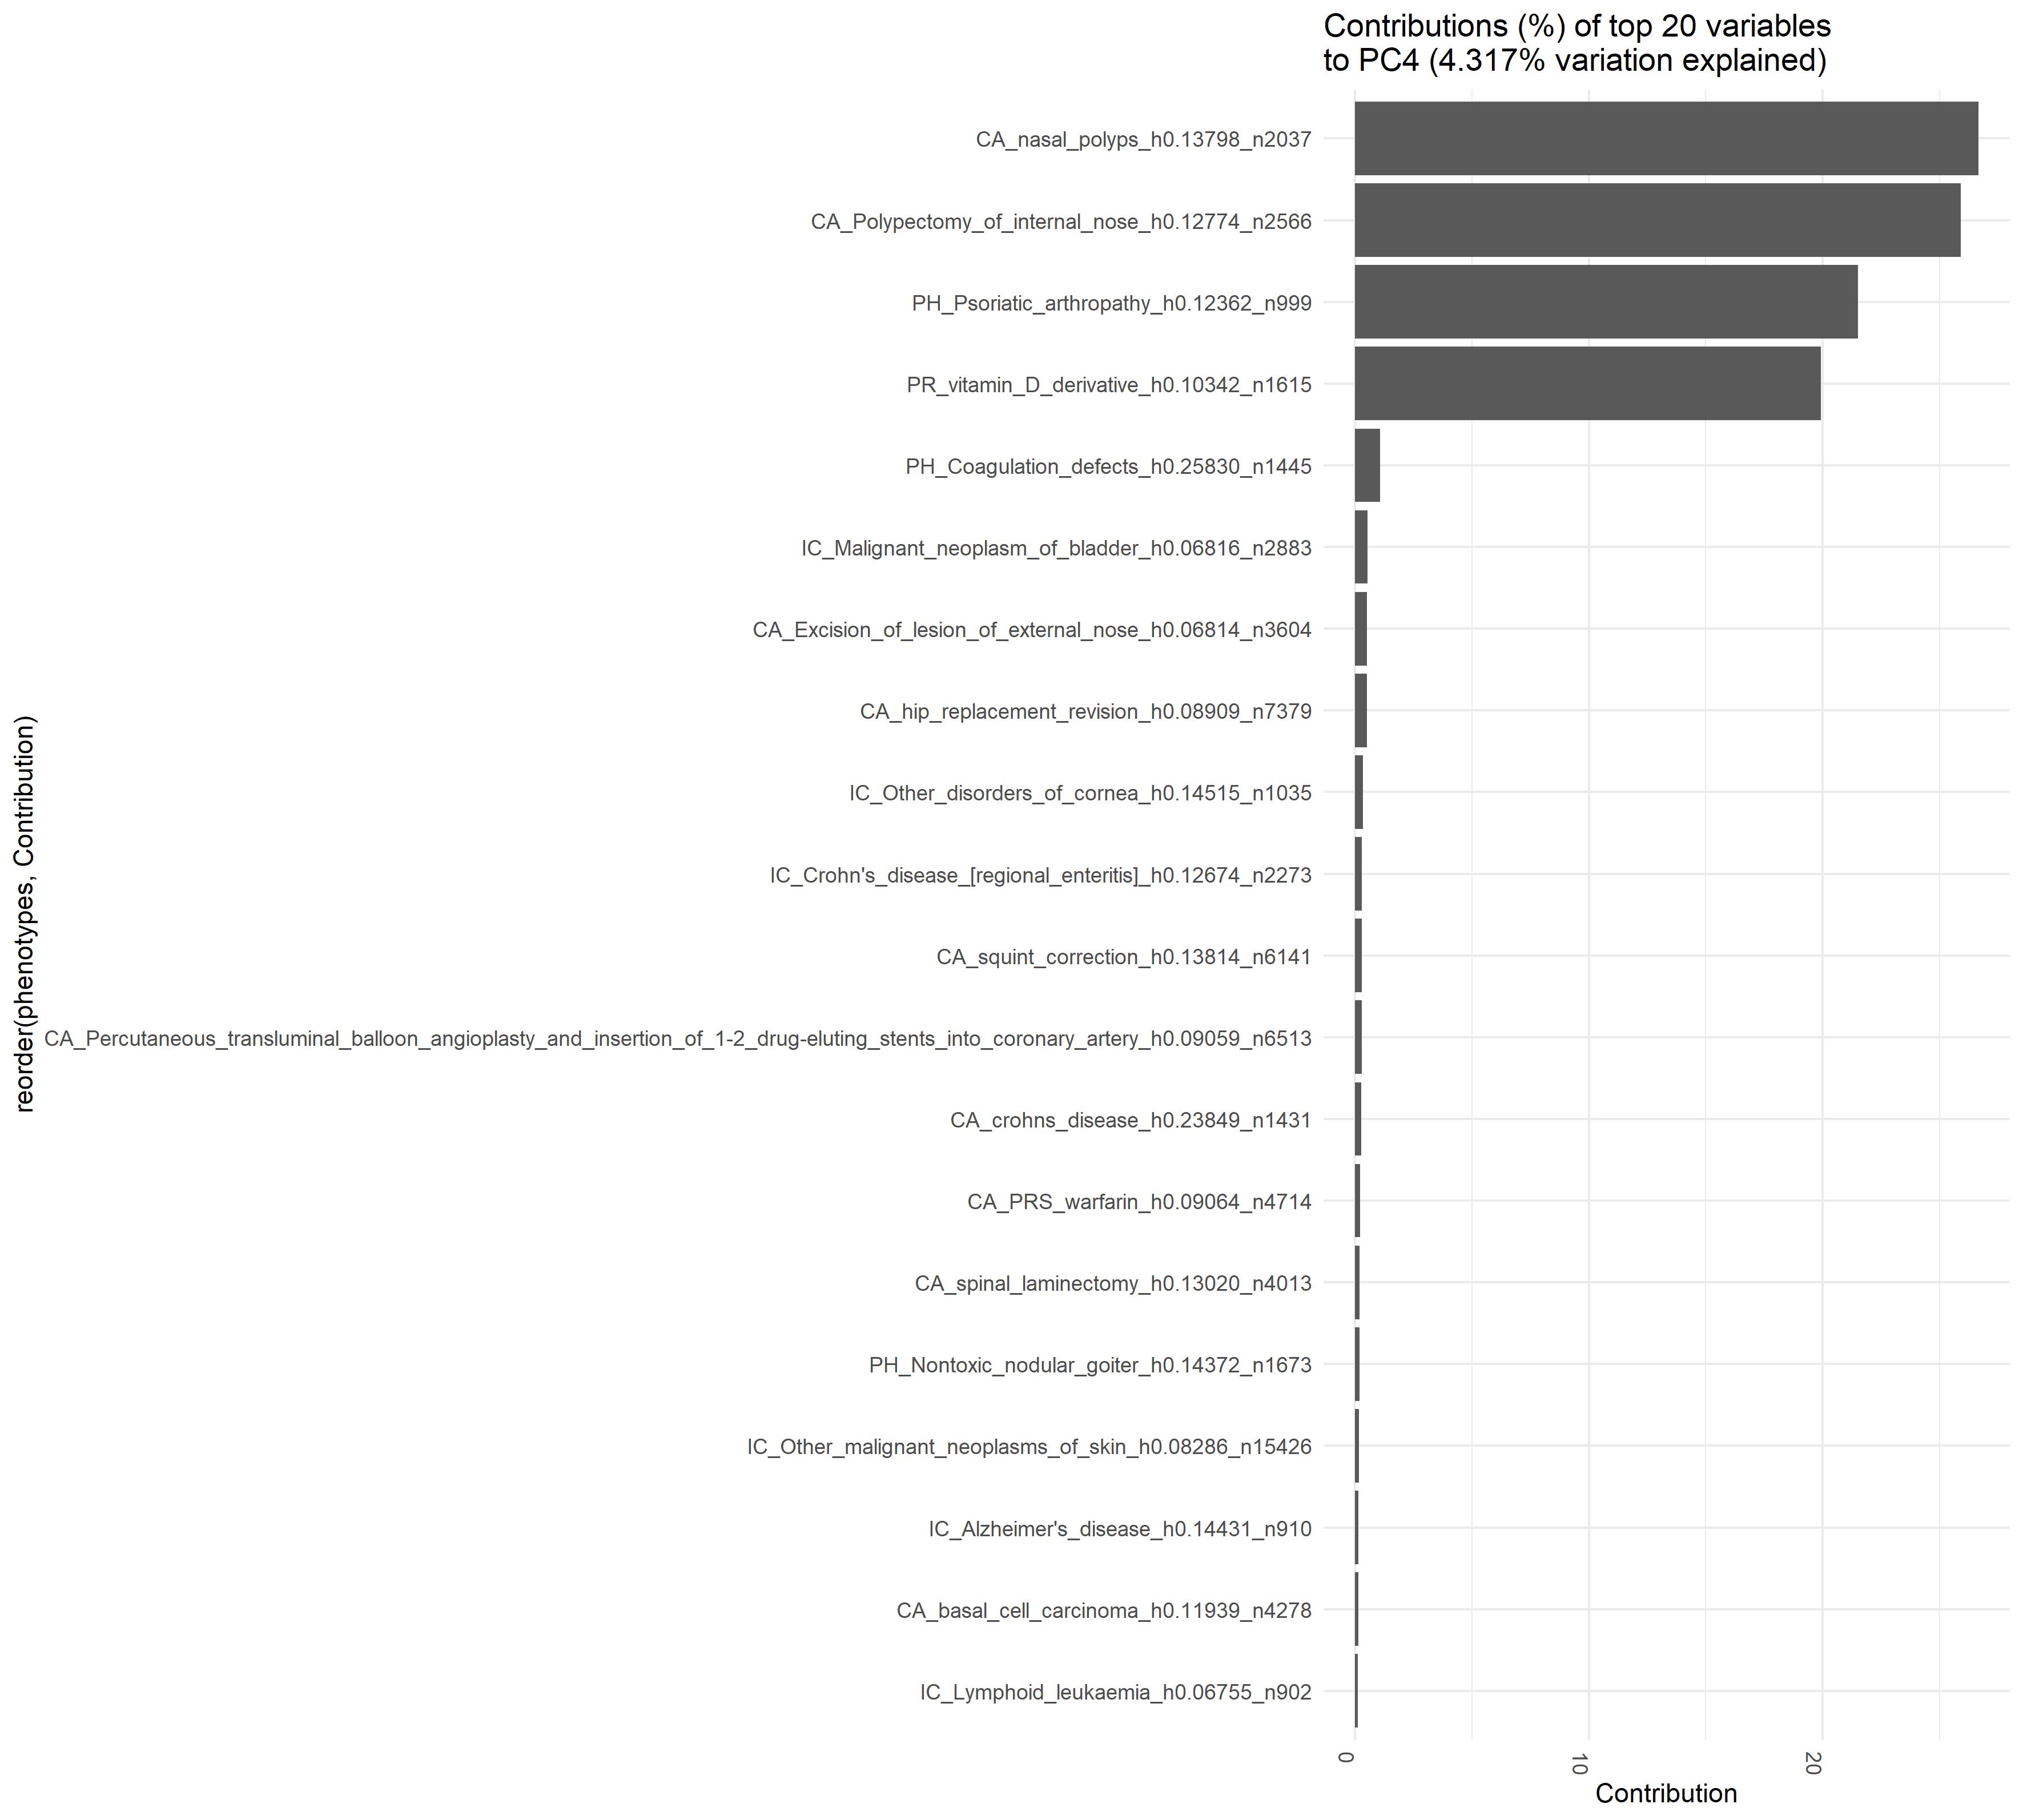 Contributions (%) of top 20 variables
to PC4 (4.317% variation explained)
CA_nasal_polyps_h0.13798_n2037
CA_Polypectomy_of_internal_nose_h0.12774_n2566
PH_Psoriatic_arthropathy_h0.12362_n999
PR_vitamin_D_derivative_h0.10342_n1615
PH_Coagulation_defects_h0.25830_n1445
IC_Malignant_neoplasm_of_bladder_h0.06816_n2883
CA_Excision_of_lesion_of_external_nose_h0.06814_n3604
CA_hip_replacement_revision_h0.08909_n7379
IC_Other_disorders_of_cornea_h0.14515_n1035
IC_Crohn's_disease_[regional_enteritis]_h0.12674_n2273
CA_squint_correction_h0.13814_n6141
CA_Percutaneous_transluminal_balloon_angioplasty_and_insertion_of_1-2_drug-eluting_stents_into_coronary_artery_h0.09059_n6513
CA_crohns_disease_h0.23849_n1431
CA_PRS_warfarin_h0.09064_n4714
CA_spinal_laminectomy_h0.13020_n4013
PH_Nontoxic_nodular_goiter_h0.14372_n1673
IC_Other_malignant_neoplasms_of_skin_h0.08286_n15426
IC_Alzheimer's_disease_h0.14431_n910
CA_basal_cell_carcinoma_h0.11939_n4278
IC_Lymphoid_leukaemia_h0.06755_n902
reorder(phenotypes, Contribution)
0
10
20
Contribution